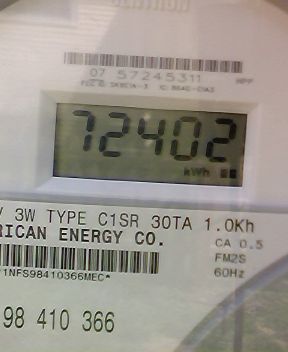 07 57245311
72402
kWh
3W TYPE C1SR 30TA 1.0Kh
RICAN ENERGY CO.
CA 0.5
FM2S
60Hz
1NFS98410366MEC*
98 410 366